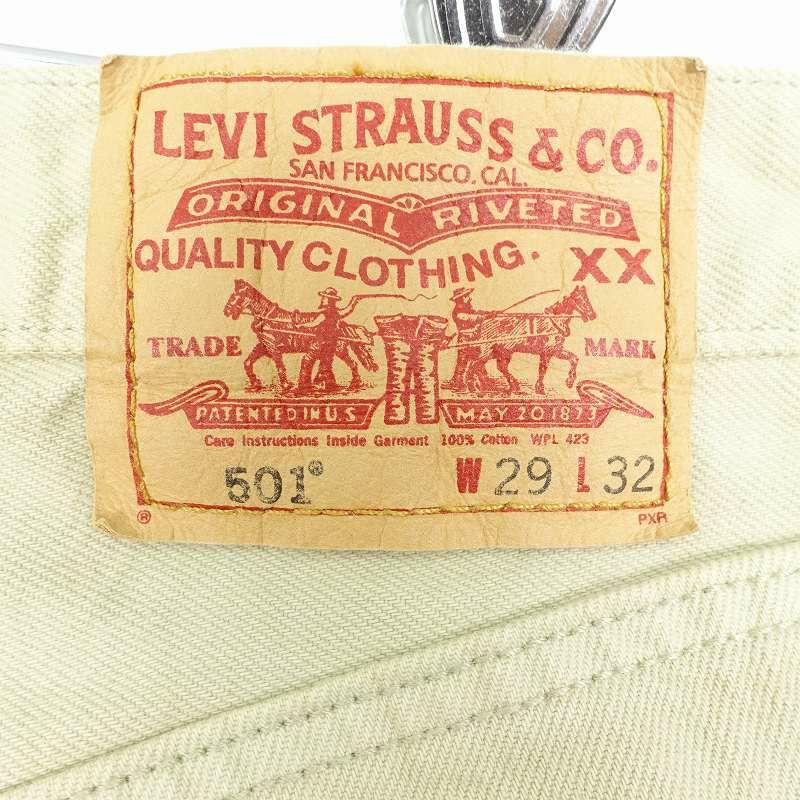 LEVI STRAUSS & CO.
SAN FRANCISCO, CAL.
ORIGINAL RIVETED
QUALITY CLOTHING. XX
TRADE MARK
PATENTED IN U.S. MAY 20 1873
Care Instructions Inside Garment 100% Cotton WPL 423
501® W 29 L 32
® PXR